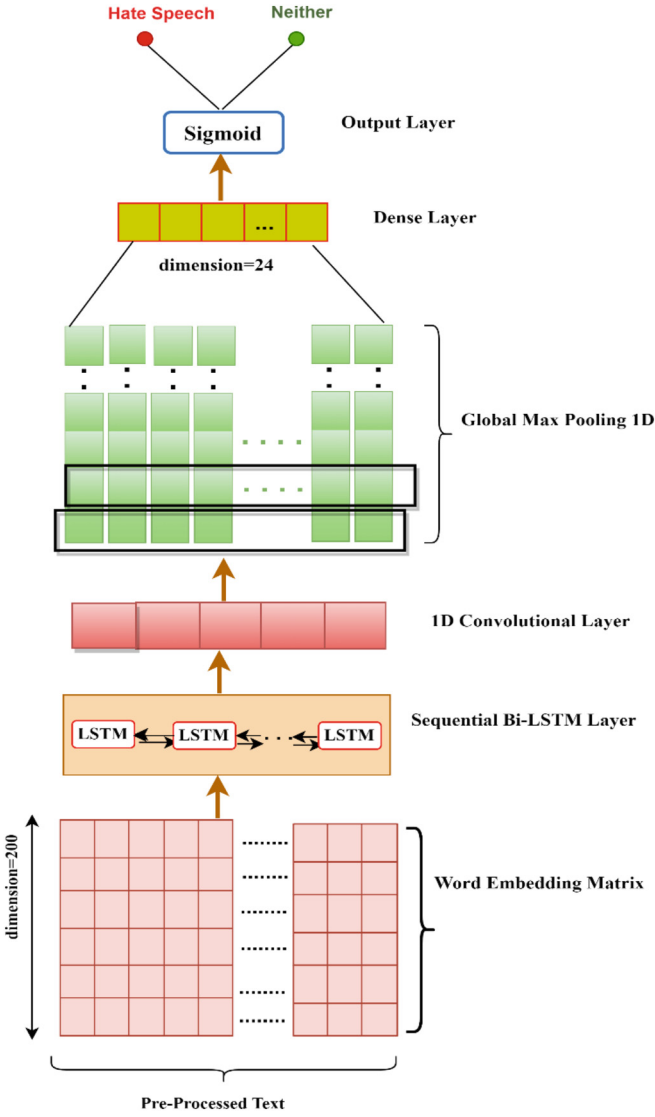 Hate Speech
Neither
Sigmoid
Output Layer
...
Dense Layer
dimension=24
Global Max Pooling 1D
1D Convolutional Layer
Sequential Bi-LSTM Layer
LSTM
LSTM
...
LSTM
dimension=200
Word Embedding Matrix
Pre-Processed Text